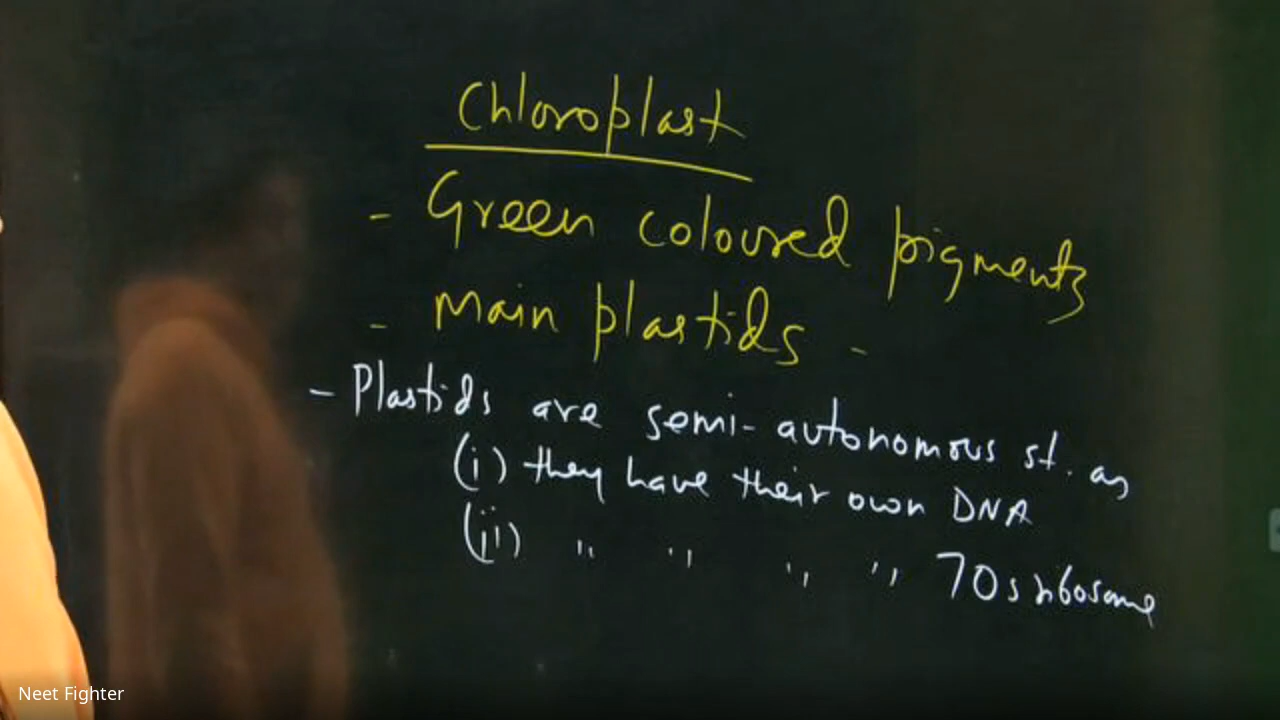 Chloroplast
- Green coloured pigments
- Main plastids -
- Plastids are semi-autonomous st. as
(i) they have their own DNA
(ii) " " " " 70s ribosome
Neet Fighter